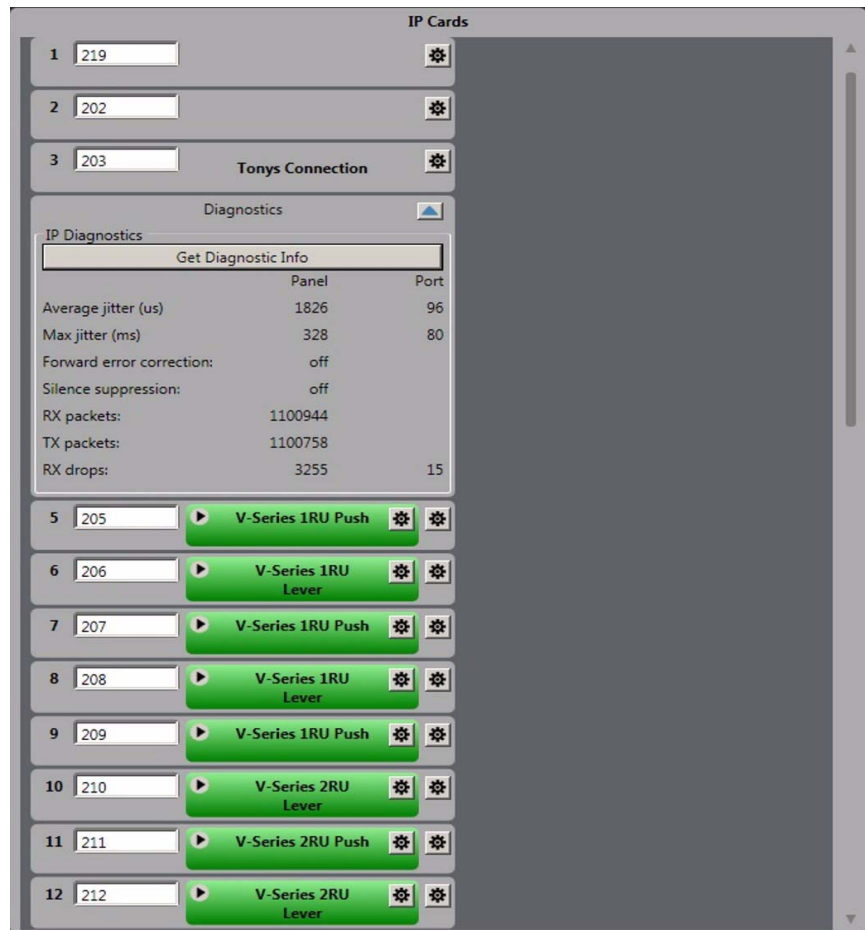 IP Cards
1 219
2 202
3 203 Tonys Connection
Diagnostics
IP Diagnostics
Get Diagnostic Info
Panel Port
Average jitter (us) 1826 96
Max jitter (ms) 328 80
Forward error correction: off
Silence suppression: off
RX packets: 1100944
TX packets: 1100758
RX drops: 3255 15
5 205 V-Series 1RU Push
6 206 V-Series 1RU
Lever
7 207 V-Series 1RU Push
8 208 V-Series 1RU
Lever
9 209 V-Series 1RU Push
10 210 V-Series 2RU
Lever
11 211 V-Series 2RU Push
12 212 V-Series 2RU
Lever